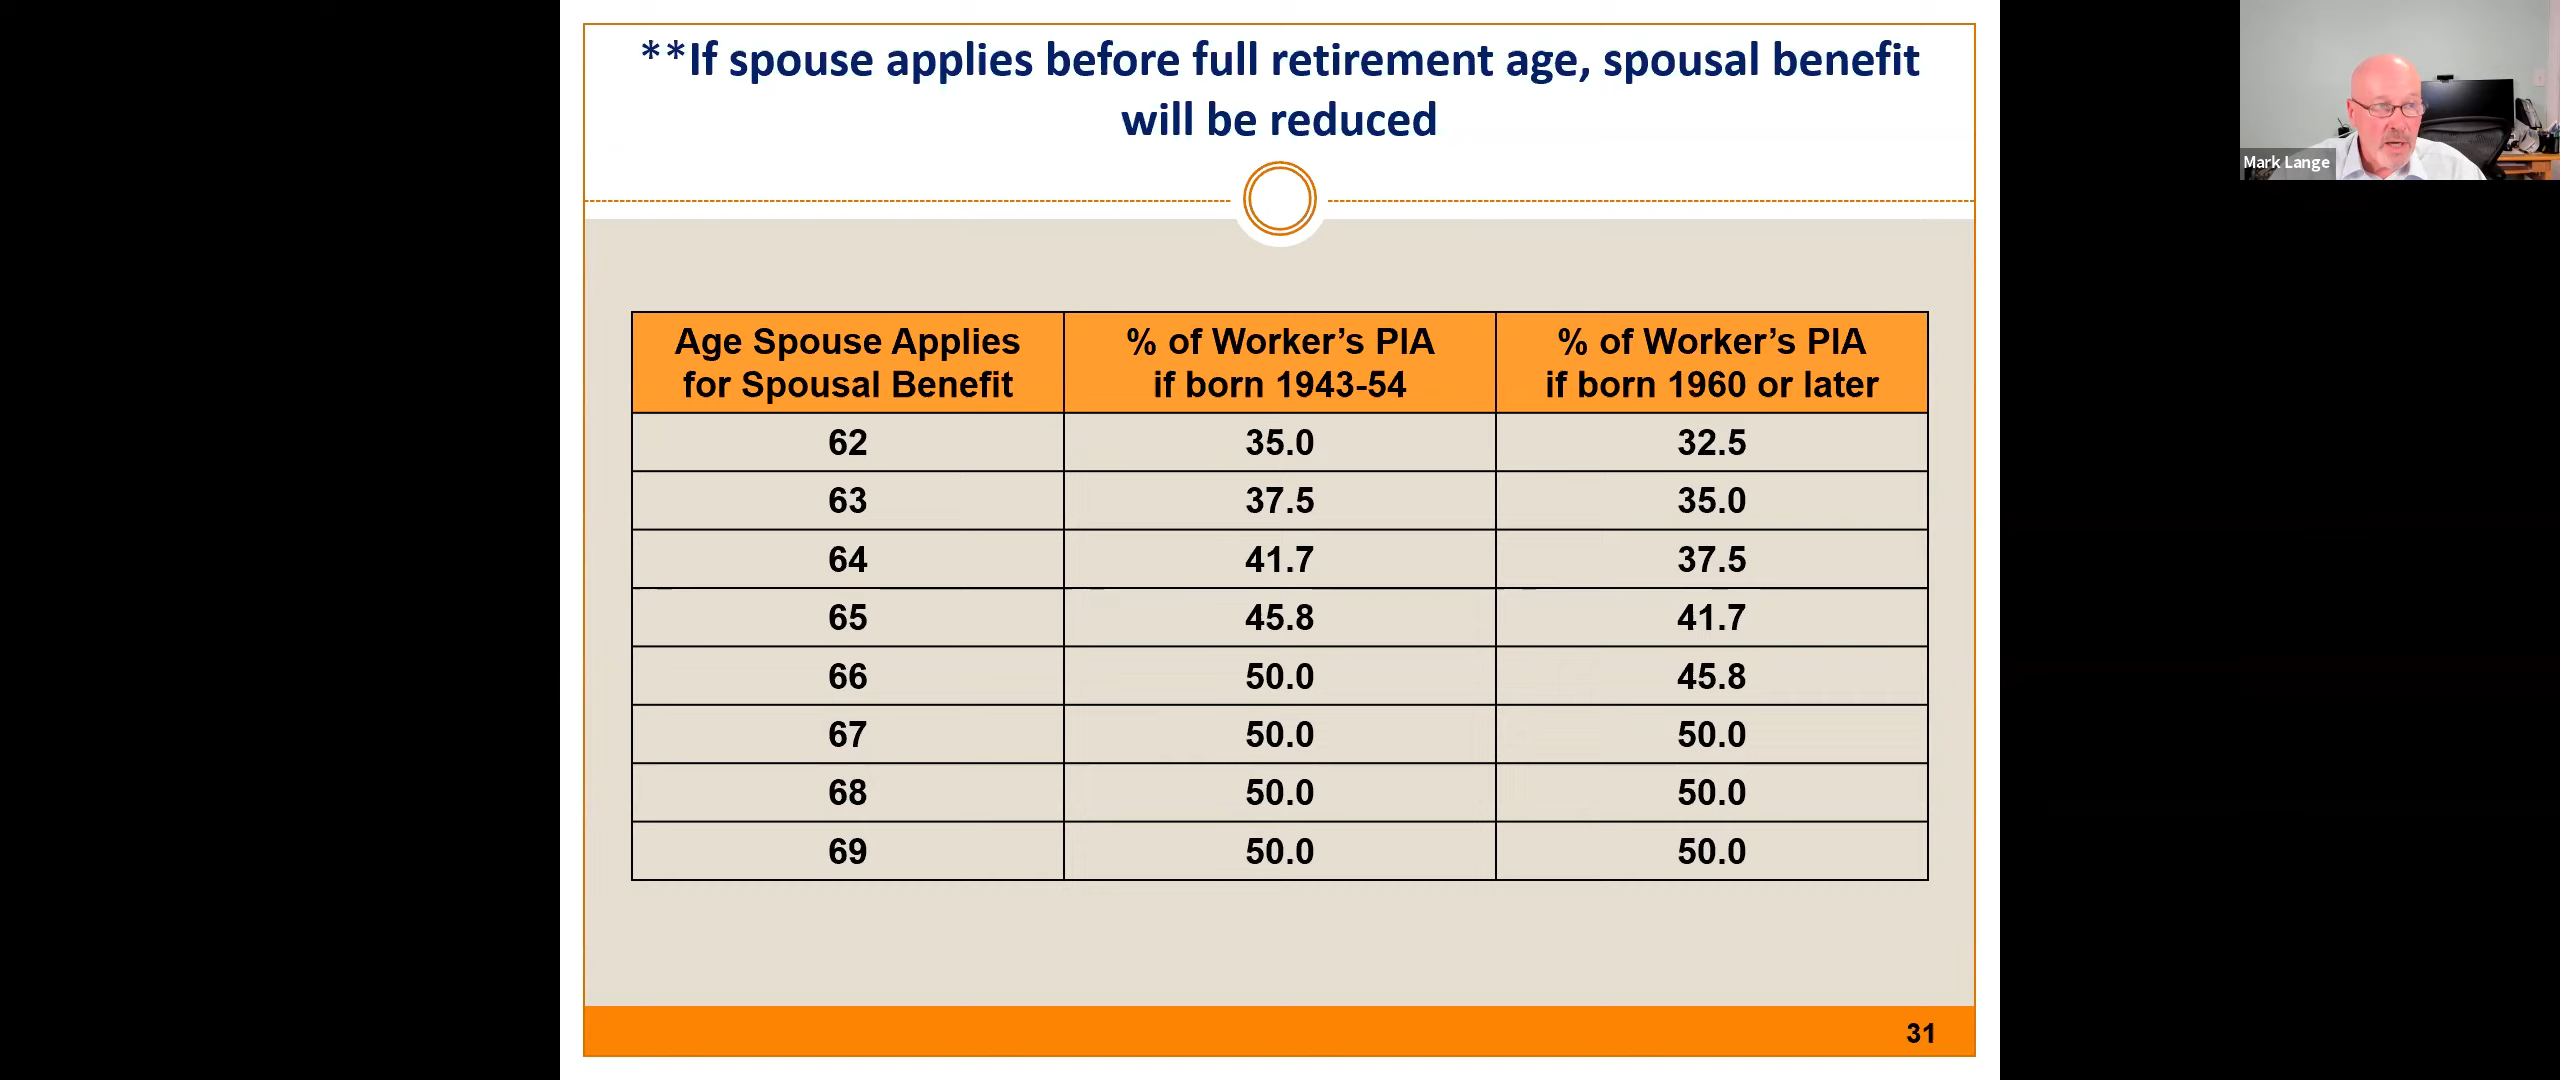 **If spouse applies before full retirement age, spousal benefit
will be reduced
Mark Lange
Age Spouse Applies
for Spousal Benefit
% of Worker’s PIA
if born 1943-54
% of Worker’s PIA
if born 1960 or later
62 35.0 32.5
63 37.5 35.0
64 41.7 37.5
65 45.8 41.7
66 50.0 45.8
67 50.0 50.0
68 50.0 50.0
69 50.0 50.0
31